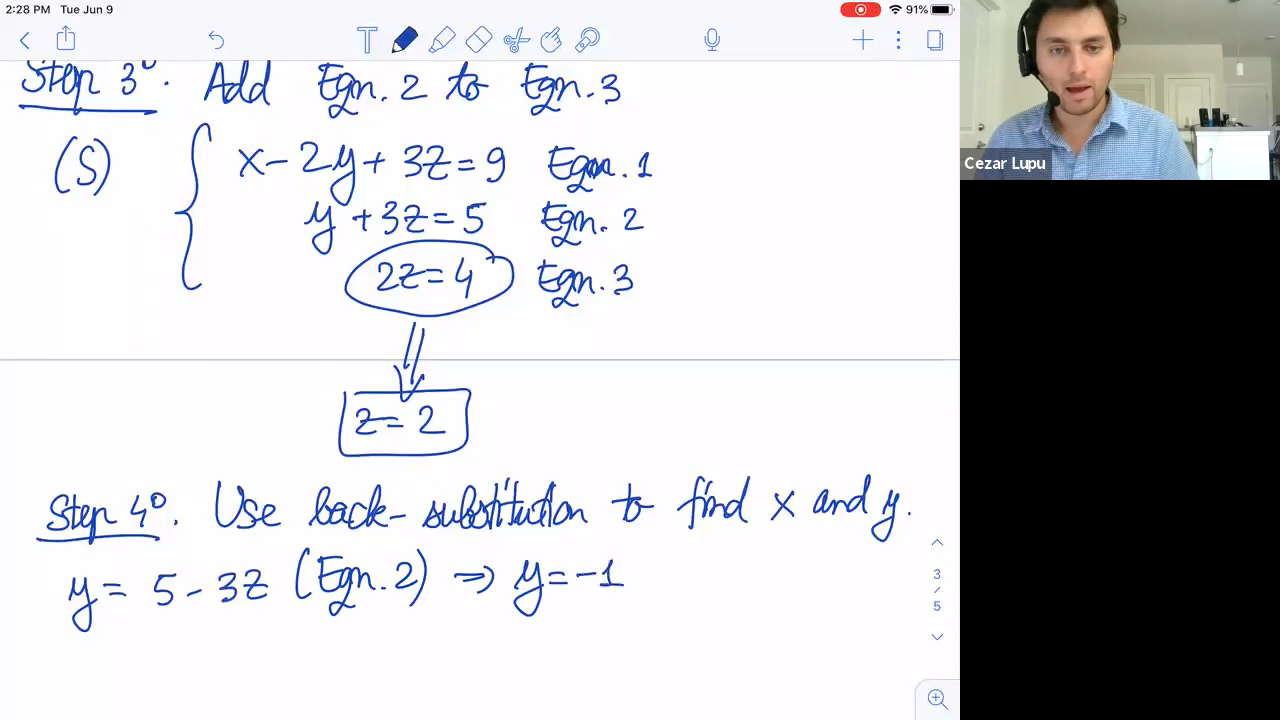 2:28 PM Tue Jun 9
91%
Step 3°. Add Eqn. 2 to Eqn. 3
(S) x - 2y + 3z = 9 Eqn. 1
y + 3z = 5 Eqn. 2
2z = 4 Eqn. 3
z = 2
Step 4°. Use back-substitution to find x and y.
y = 5 - 3z (Eqn. 2) ⇒ y = -1
3
/
5
Cezar Lupu